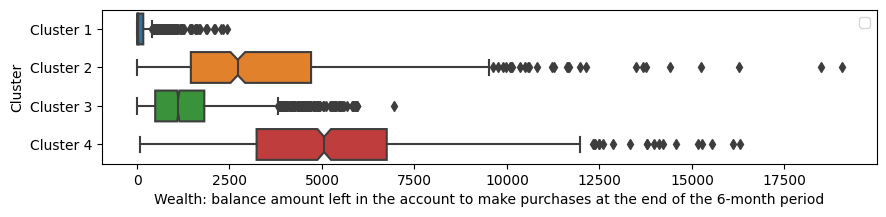 Cluster 1
Cluster 2
Cluster 3
Cluster 4
Cluster
0 2500 5000 7500 10000 12500 15000 17500
Wealth: balance amount left in the account to make purchases at the end of the 6-month period